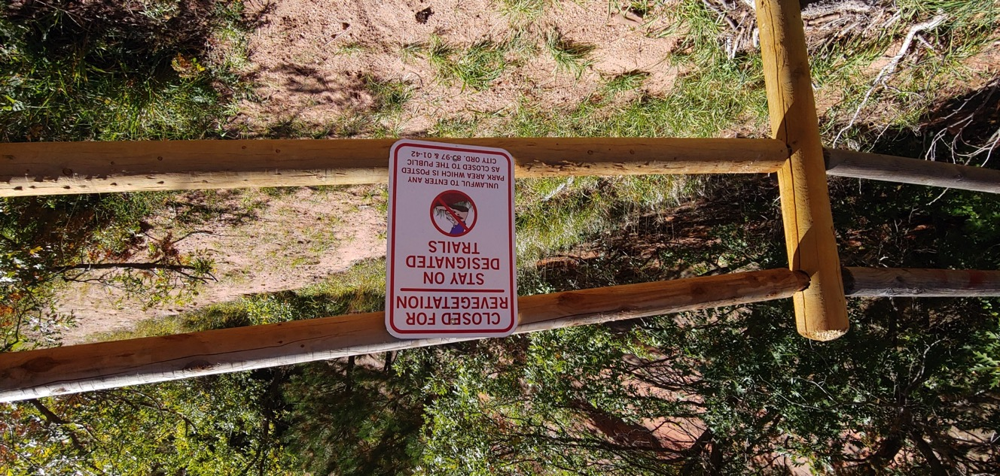 CLOSED FOR
REVEGETATION
STAY ON
DESIGNATED
TRAILS
UNLAWFUL TO ENTER ANY
PARK AREA WHICH IS POSTED
AS CLOSED TO THE PUBLIC
CITY ORD. 82-97 & 01-42